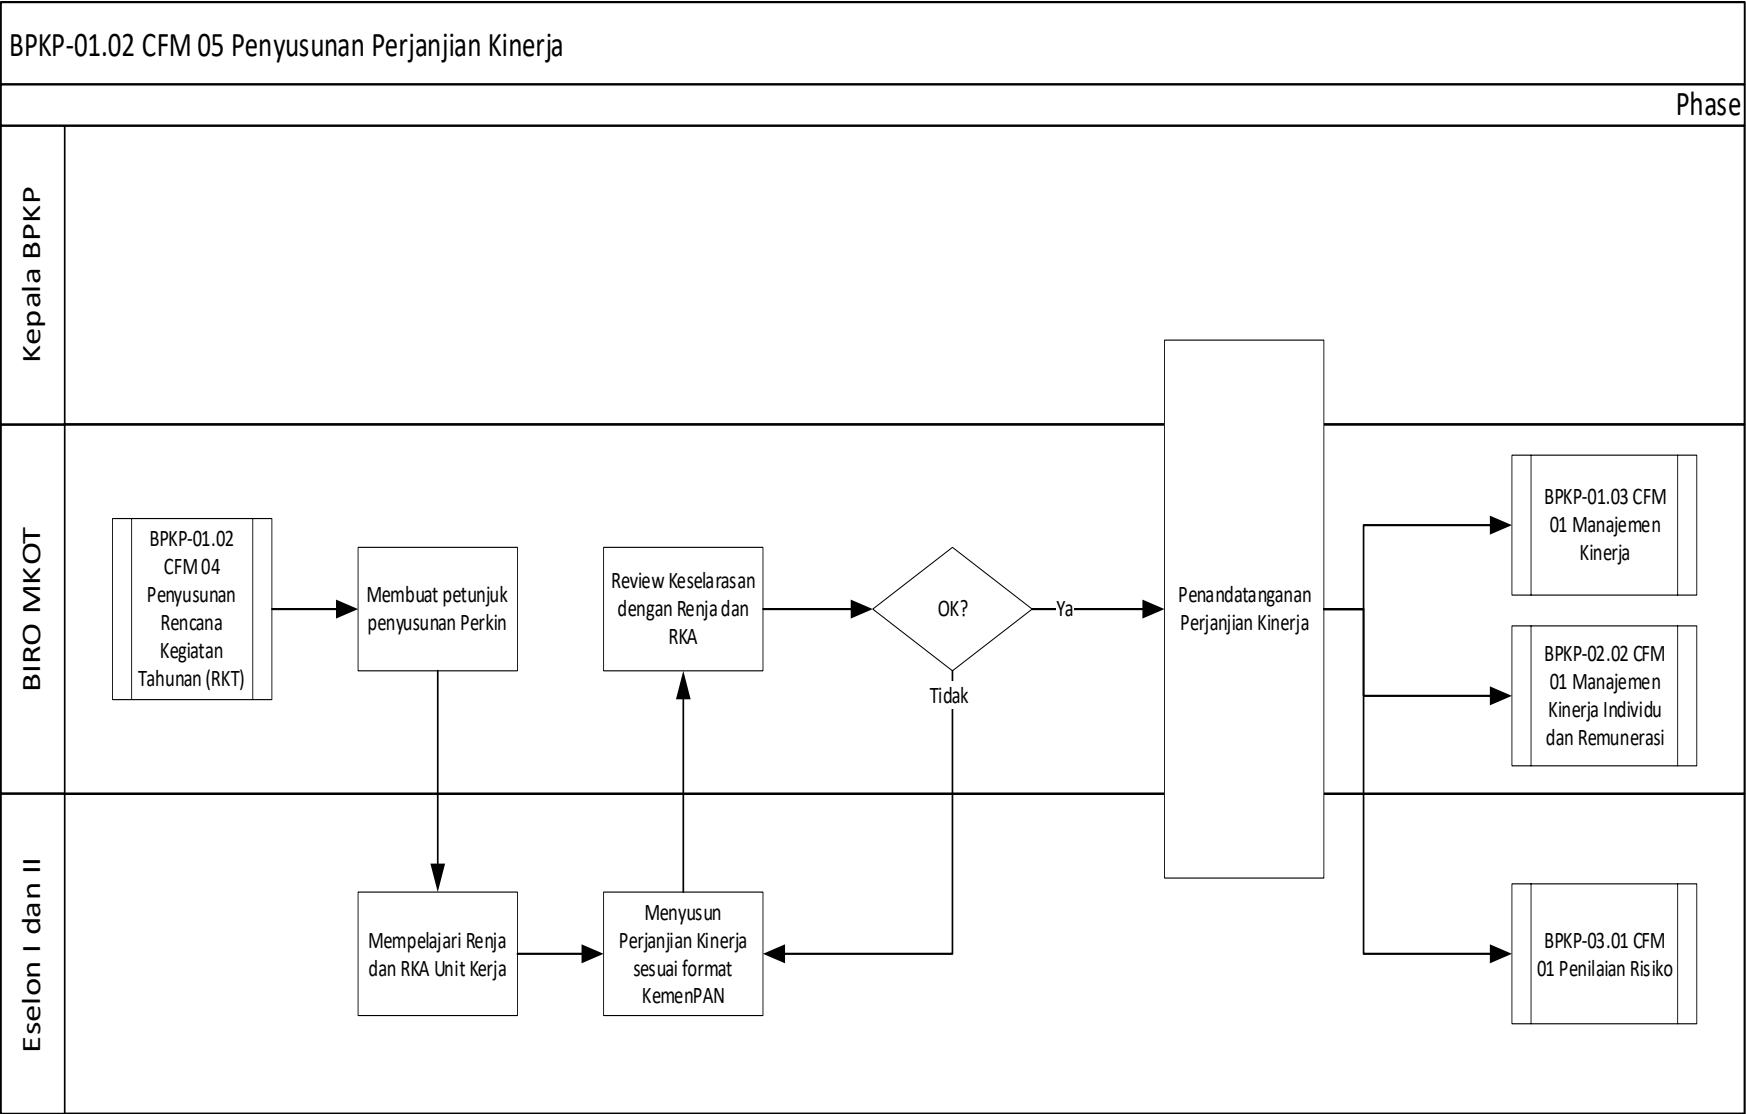 BPKP-01.02 CFM 05 Penyusunan Perjanjian Kinerja
Phase
Kepala BPKP
BIRO MKOT
BPKP-01.02
CFM 04
Penyusunan
Rencana
Kegiatan
Tahunan (RKT)
Membuat petunjuk
penyusunan Perkin
Review Keselarasan
dengan Renja dan
RKA
OK?
Ya
Tidak
Penandatanganan
Perjanjian Kinerja
BPKP-01.03 CFM
01 Manajemen
Kinerja
BPKP-02.02 CFM
01 Manajemen
Kinerja Individu
dan Remunerasi
Eselon I dan II
Mempelajari Renja
dan RKA Unit Kerja
Menyusun
Perjanjian Kinerja
sesuai format
KemenPAN
BPKP-03.01 CFM
01 Penilaian Risiko